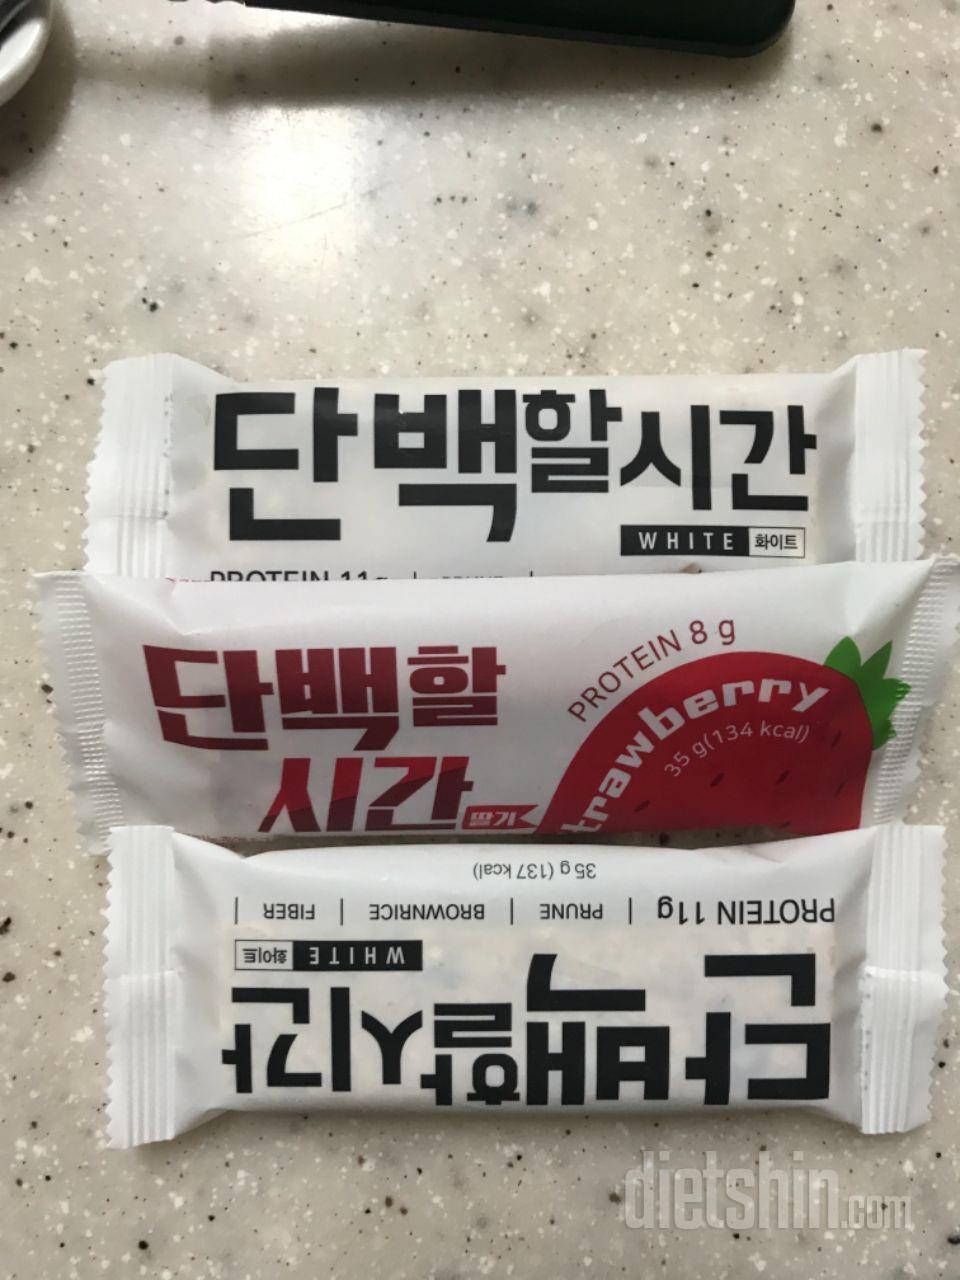 단백할시간
WHITE 화이트
PROTEIN 11g
단백할
시간
딸기
PROTEIN 8 g
trawberry
35 g(134 kcal)
35 g (137 kcal)
PROTEIN 11g | PRUNE | BROWNRICE | FIBER |
WHITE 화이트
단백할시간
dietshin.com